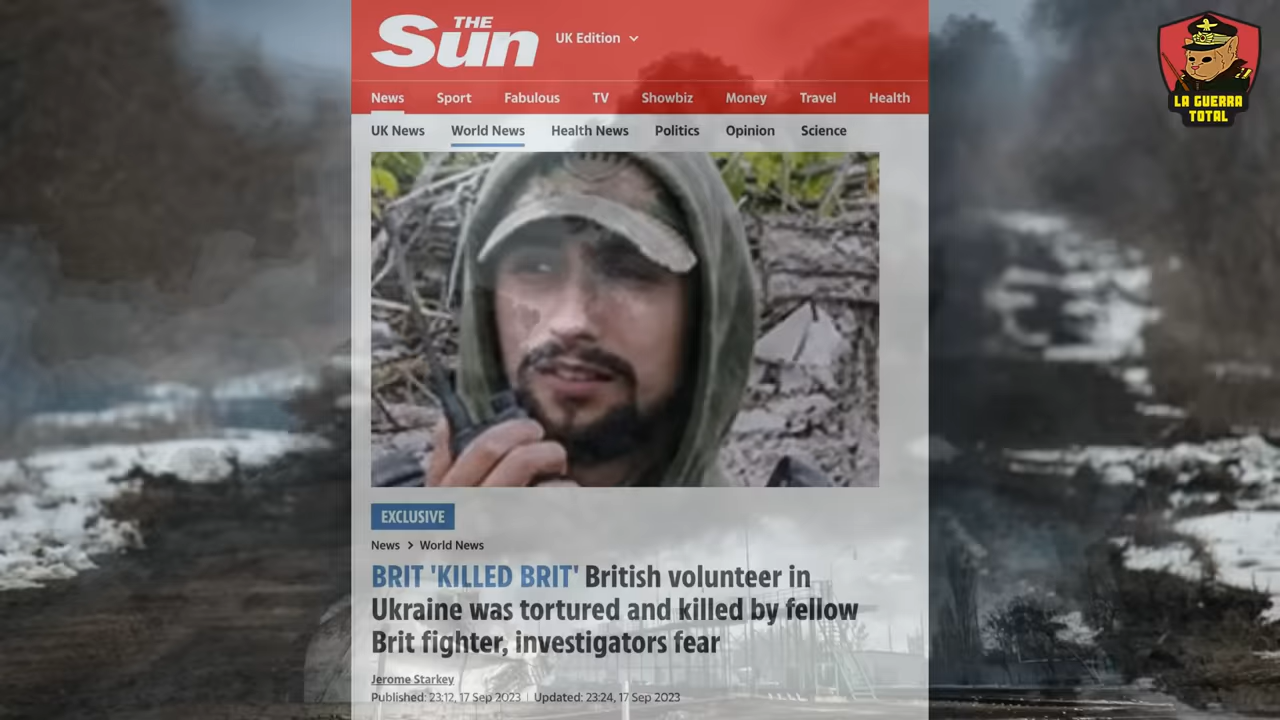 THE
Sun
UK Edition
News Sport Fabulous TV Showbiz Money Travel Health
UK News World News Health News Politics Opinion Science
LA GUERRA
TOTAL
EXCLUSIVE
News > World News
BRIT 'KILLED BRIT' British volunteer in
Ukraine was tortured and killed by fellow
Brit fighter, investigators fear
Jerome Starkey
Published: 23:12, 17 Sep 2023 | Updated: 23:24, 17 Sep 2023